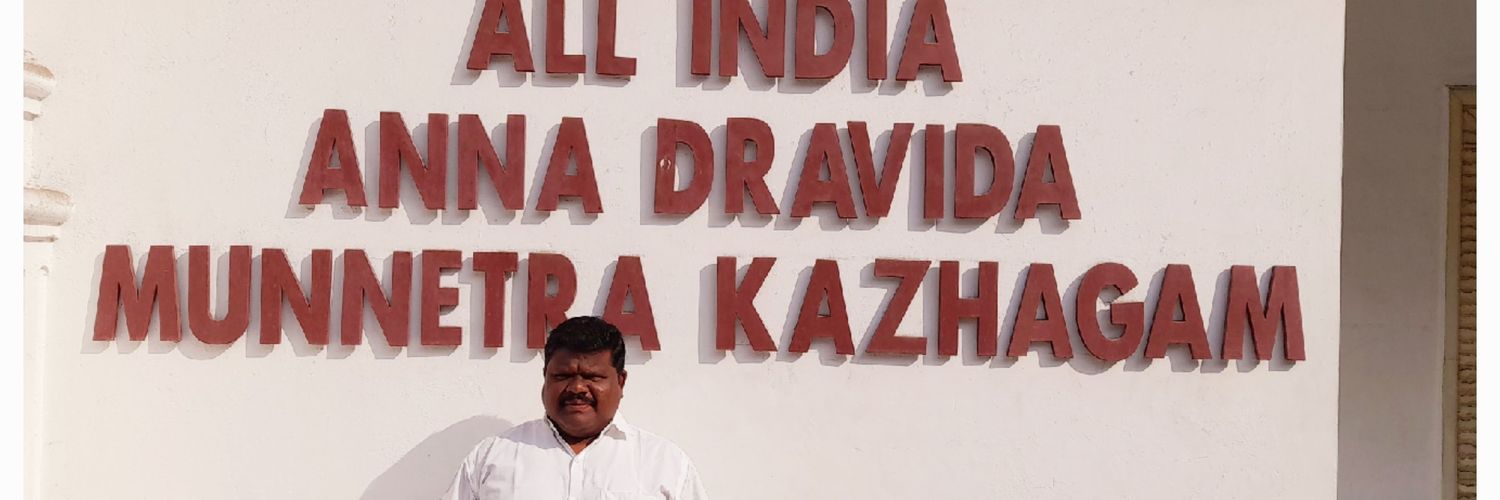 ALL INDIA
ANNA DRAVIDA
MUNNETRA KAZHAGAM